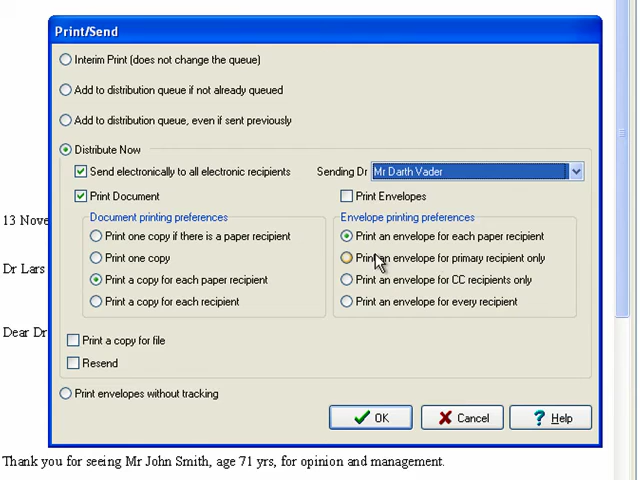 Print/Send
Interim Print (does not change the queue)
Add to distribution queue if not already queued
Add to distribution queue, even if sent previously
Distribute Now
Send electronically to all electronic recipients
Sending Dr Mr Darth Vader
Print Document
Print Envelopes
Document printing preferences
Print one copy if there is a paper recipient
Print one copy
Print a copy for each paper recipient
Print a copy for each recipient
Envelope printing preferences
Print an envelope for each paper recipient
Print an envelope for primary recipient only
Print an envelope for CC recipients only
Print an envelope for every recipient
Print a copy for file
Resend
Print envelopes without tracking
OK
Cancel
Help
13 Nove
Dr Lars
Dear Dr
Thank you for seeing Mr John Smith, age 71 yrs, for opinion and management.